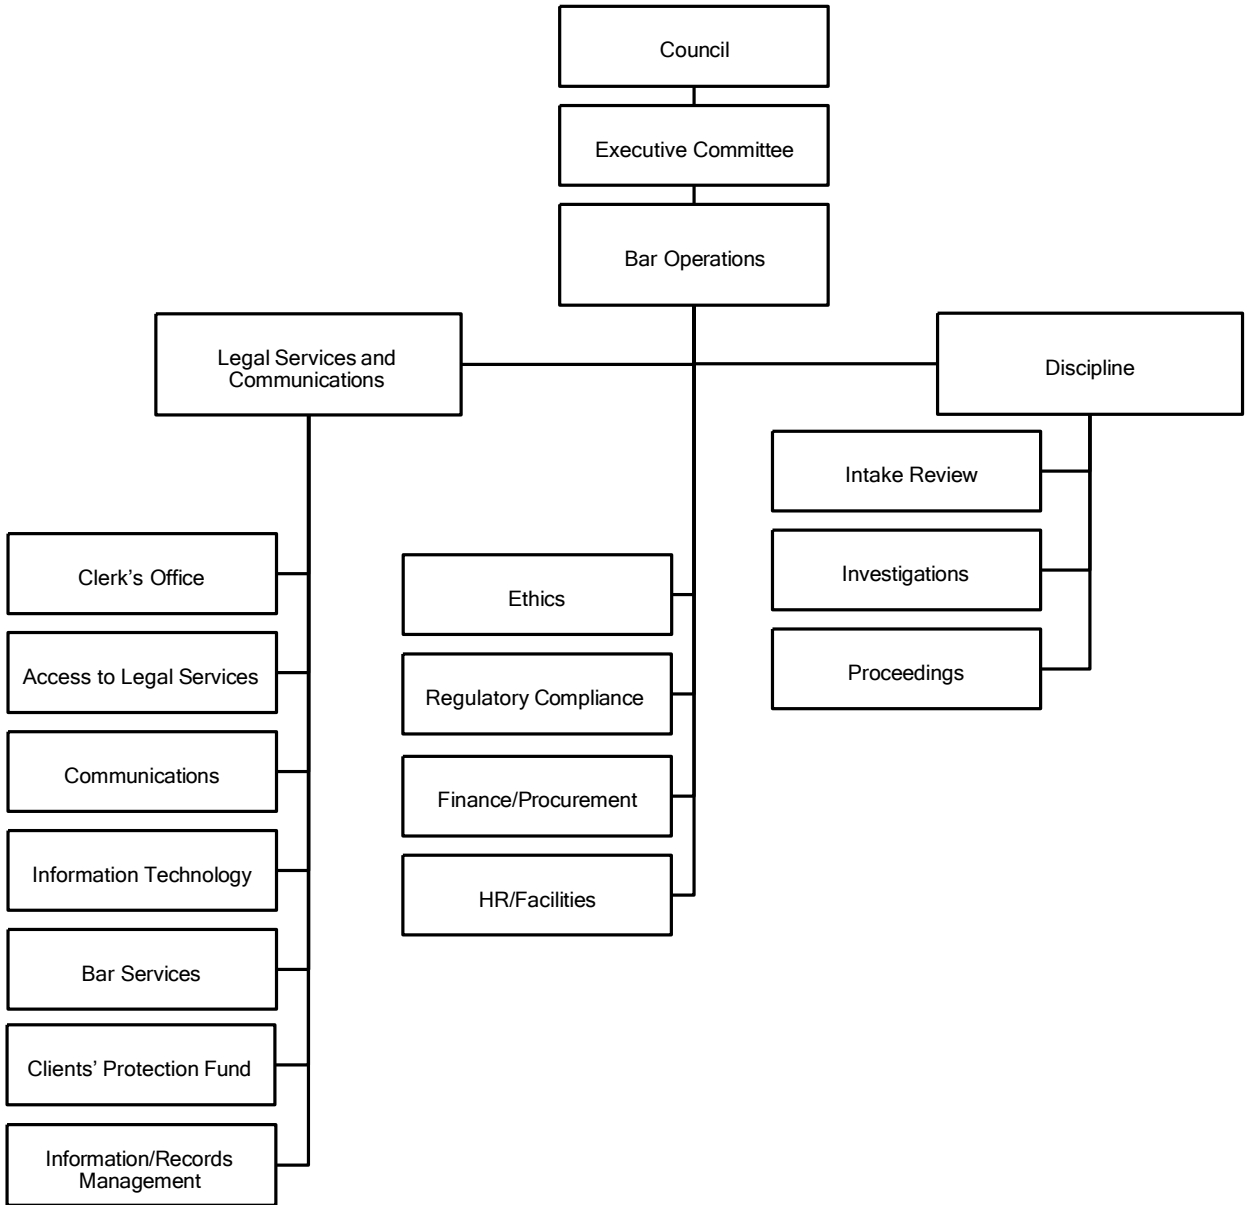 Council
Executive Committee
Bar Operations
Legal Services and
Communications
Discipline
Clerk’s Office
Access to Legal Services
Communications
Information Technology
Bar Services
Clients’ Protection Fund
Information/Records
Management
Ethics
Regulatory Compliance
Finance/Procurement
HR/Facilities
Intake Review
Investigations
Proceedings